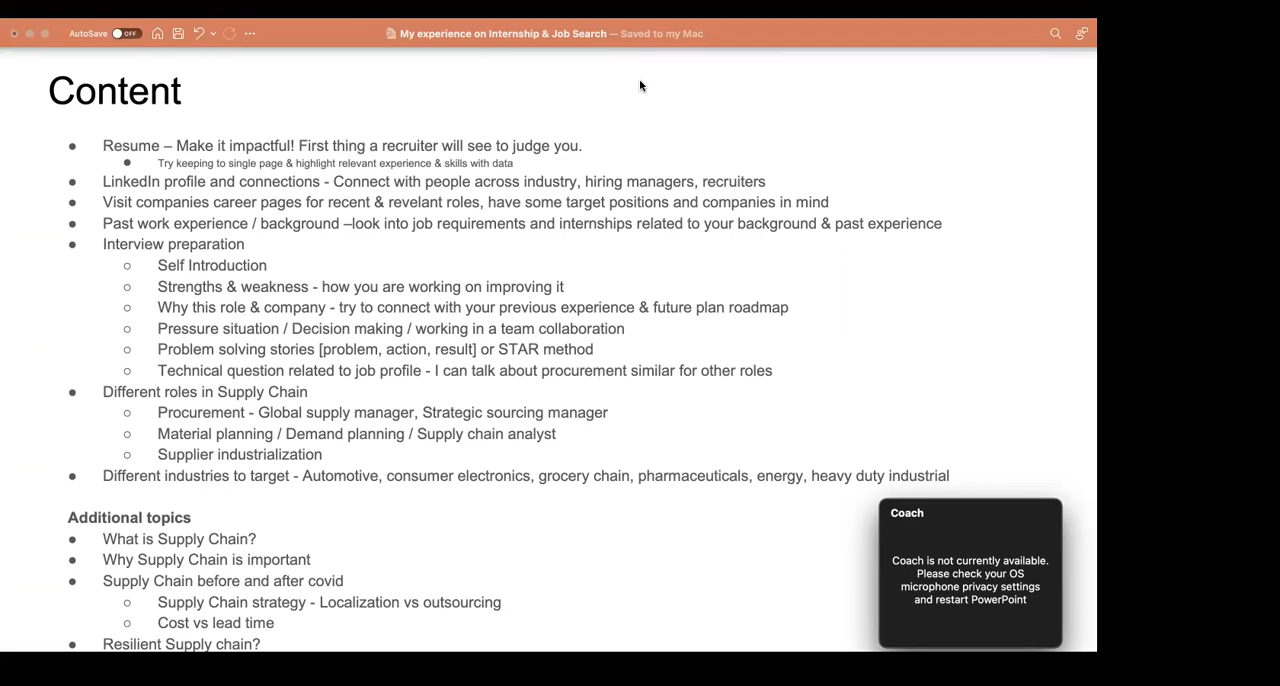 AutoSave OFF My experience on Internship & Job Search — Saved to my Mac
Content
● Resume – Make it impactful! First thing a recruiter will see to judge you.
● Try keeping to single page & highlight relevant experience & skills with data
● LinkedIn profile and connections - Connect with people across industry, hiring managers, recruiters
● Visit companies career pages for recent & revelant roles, have some target positions and companies in mind
● Past work experience / background –look into job requirements and internships related to your background & past experience
● Interview preparation
○ Self Introduction
○ Strengths & weakness - how you are working on improving it
○ Why this role & company - try to connect with your previous experience & future plan roadmap
○ Pressure situation / Decision making / working in a team collaboration
○ Problem solving stories [problem, action, result] or STAR method
○ Technical question related to job profile - I can talk about procurement similar for other roles
● Different roles in Supply Chain
○ Procurement - Global supply manager, Strategic sourcing manager
○ Material planning / Demand planning / Supply chain analyst
○ Supplier industrialization
● Different industries to target - Automotive, consumer electronics, grocery chain, pharmaceuticals, energy, heavy duty industrial
Additional topics
● What is Supply Chain?
● Why Supply Chain is important
● Supply Chain before and after covid
○ Supply Chain strategy - Localization vs outsourcing
○ Cost vs lead time
● Resilient Supply chain?
Coach
Coach is not currently available.
Please check your OS
microphone privacy settings
and restart PowerPoint